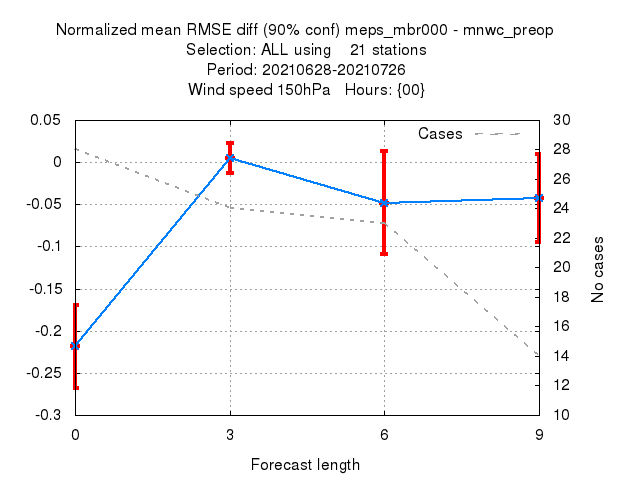 Normalized mean RMSE diff (90% conf) meps_mbr000 - mnwc_preop
Selection: ALL using    21 stations
Period: 20210628-20210726
Wind speed 150hPa   Hours: {00}
Cases
0.05
0
-0.05
-0.1
-0.15
-0.2
-0.25
-0.3
30
28
26
24
22
20
18
16
14
12
10
No cases
0 3 6 9
Forecast length